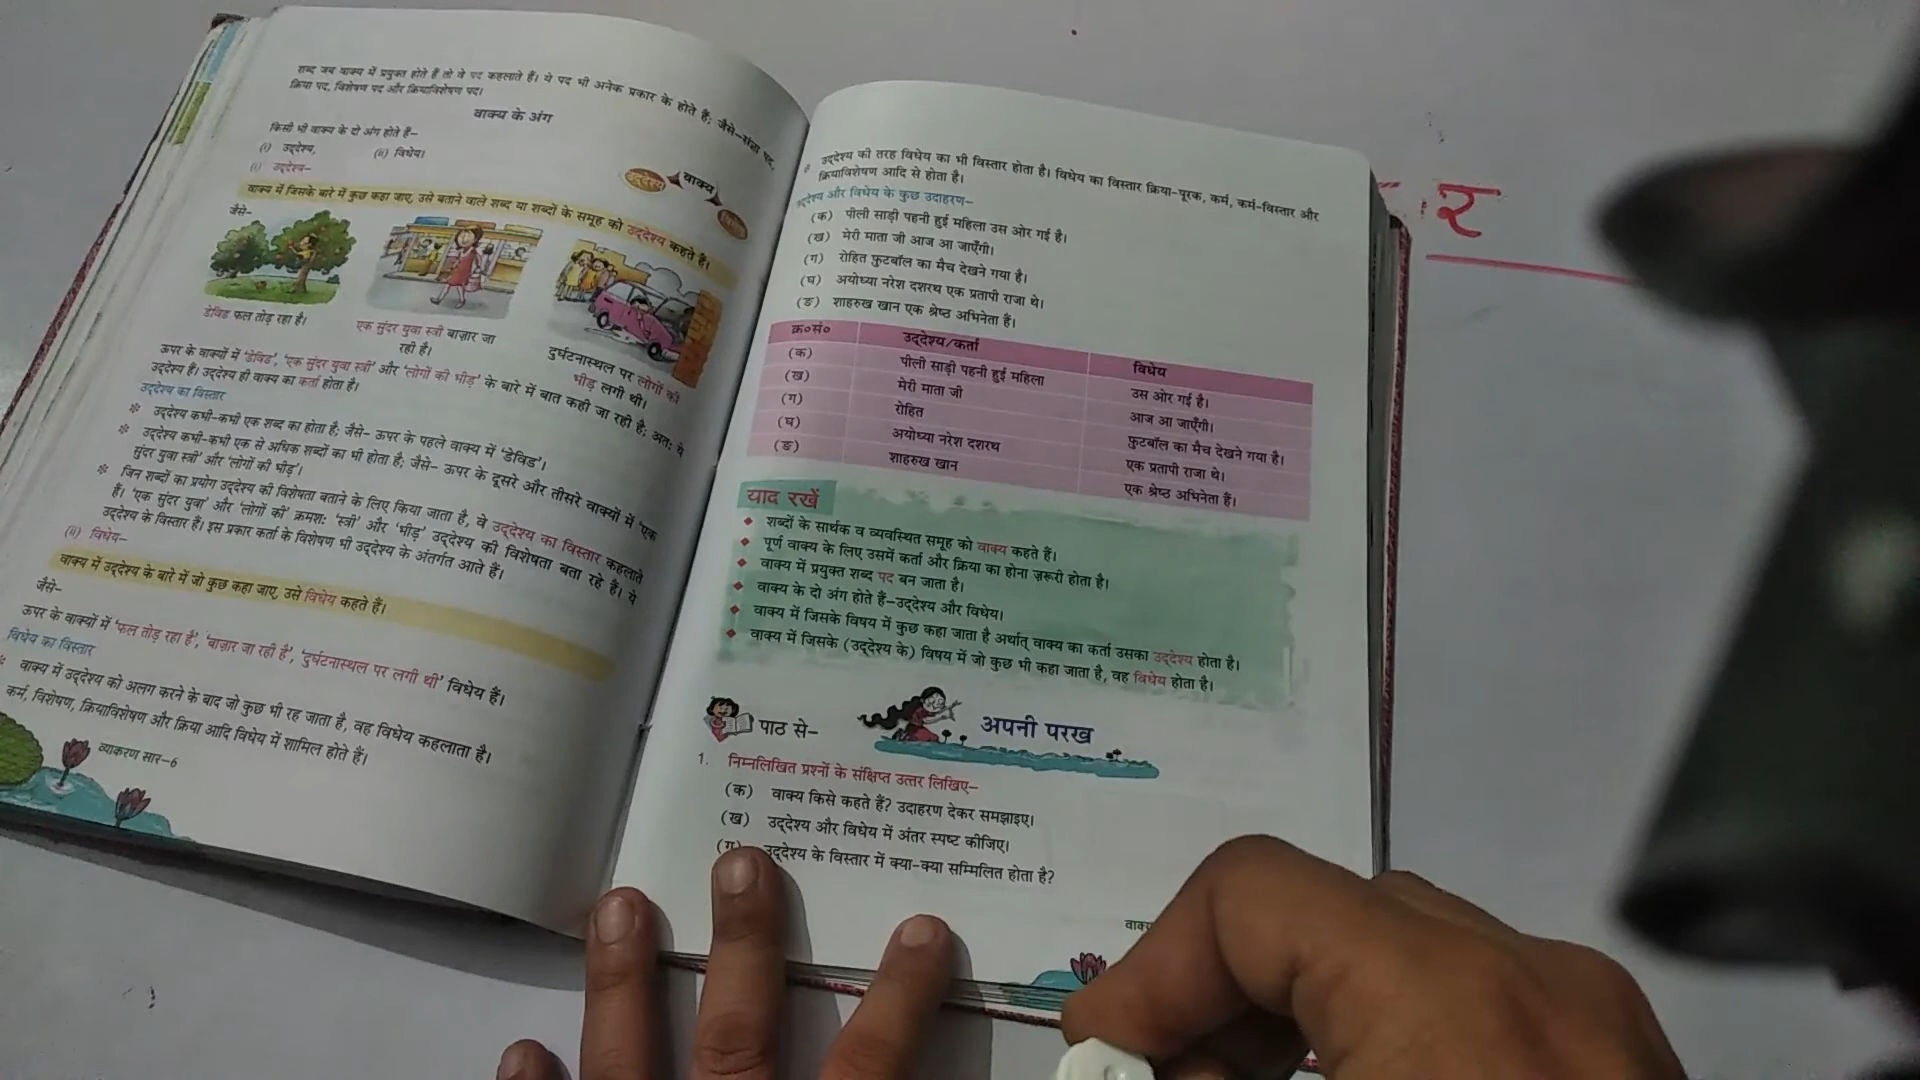 शब्द जब वाक्य में प्रयुक्त होते हैं तो वे पद कहलाते हैं। ये पद भी अनेक प्रकार के होते हैं; जैसे–संज्ञा पद,
क्रिया पद, विशेषण पद और क्रियाविशेषण पद।
वाक्य के अंग
किसी भी वाक्य के दो अंग होते हैं–
(i) उद्देश्य, (ii) विधेय।
(i) उद्देश्य–
उद्देश्य वाक्य विधेय
वाक्य में जिसके बारे में कुछ कहा जाए, उसे बताने वाले शब्द या शब्दों के समूह को उद्देश्य कहते हैं।
जैसे–
डेविड फल तोड़ रहा है।
एक सुंदर युवा स्त्री बाज़ार जा
रही है।
दुर्घटनास्थल पर लोगों की
भीड़ लगी थी।
ऊपर के वाक्यों में 'डेविड', 'एक सुंदर युवा स्त्री' और 'लोगों की भीड़' के बारे में बात कही जा रही है; अतः ये
उद्देश्य हैं। उद्देश्य ही वाक्य का कर्ता होता है।
उद्देश्य का विस्तार
उद्देश्य कभी-कभी एक शब्द का होता है; जैसे– ऊपर के पहले वाक्य में 'डेविड'।
उद्देश्य कभी-कभी एक से अधिक शब्दों का भी होता है; जैसे– ऊपर के दूसरे और तीसरे वाक्यों में 'एक
सुंदर युवा स्त्री' और 'लोगों की भीड़'।
जिन शब्दों का प्रयोग उद्देश्य की विशेषता बताने के लिए किया जाता है, वे उद्देश्य का विस्तार कहलाते
हैं। 'एक सुंदर युवा' और 'लोगों की' क्रमशः 'स्त्री' और 'भीड़' उद्देश्य की विशेषता बता रहे हैं। ये
उद्देश्य के विस्तार हैं। इस प्रकार कर्ता के विशेषण भी उद्देश्य के अंतर्गत आते हैं।
(ii) विधेय–
वाक्य में उद्देश्य के बारे में जो कुछ कहा जाए, उसे विधेय कहते हैं।
जैसे–
ऊपर के वाक्यों में 'फल तोड़ रहा है', 'बाज़ार जा रही है', 'दुर्घटनास्थल पर लगी थी' विधेय हैं।
विधेय का विस्तार
वाक्य में उद्देश्य को अलग करने के बाद जो कुछ भी रह जाता है, वह विधेय कहलाता है।
कर्म, विशेषण, क्रियाविशेषण और क्रिया आदि विधेय में शामिल होते हैं।
व्याकरण सार–6
उद्देश्य की तरह विधेय का भी विस्तार होता है। विधेय का विस्तार क्रिया-पूरक, कर्म, कर्म-विस्तार और
क्रियाविशेषण आदि से होता है।
उद्देश्य और विधेय के कुछ उदाहरण–
(क) पीली साड़ी पहनी हुई महिला उस ओर गई है।
(ख) मेरी माता जी आज आ जाएँगी।
(ग) रोहित फुटबॉल का मैच देखने गया है।
(घ) अयोध्या नरेश दशरथ एक प्रतापी राजा थे।
(ङ) शाहरुख खान एक श्रेष्ठ अभिनेता हैं।
क्र०सं० उद्देश्य/कर्ता विधेय
(क) पीली साड़ी पहनी हुई महिला उस ओर गई है।
(ख) मेरी माता जी आज आ जाएँगी।
(ग) रोहित फुटबॉल का मैच देखने गया है।
(घ) अयोध्या नरेश दशरथ एक प्रतापी राजा थे।
(ङ) शाहरुख खान एक श्रेष्ठ अभिनेता हैं।
याद रखें
शब्दों के सार्थक व व्यवस्थित समूह को वाक्य कहते हैं।
पूर्ण वाक्य के लिए उसमें कर्ता और क्रिया का होना ज़रूरी होता है।
वाक्य में प्रयुक्त शब्द पद बन जाता है।
वाक्य के दो अंग होते हैं–उद्देश्य और विधेय।
वाक्य में जिसके विषय में कुछ कहा जाता है अर्थात् वाक्य का कर्ता उसका उद्देश्य होता है।
वाक्य में जिसके (उद्देश्य के) विषय में जो कुछ भी कहा जाता है, वह विधेय होता है।
पाठ से–
अपनी परख
1. निम्नलिखित प्रश्नों के संक्षिप्त उत्तर लिखिए–
(क) वाक्य किसे कहते हैं? उदाहरण देकर समझाइए।
(ख) उद्देश्य और विधेय में अंतर स्पष्ट कीजिए।
(ग) उद्देश्य के विस्तार में क्या-क्या सम्मिलित होता है?
र